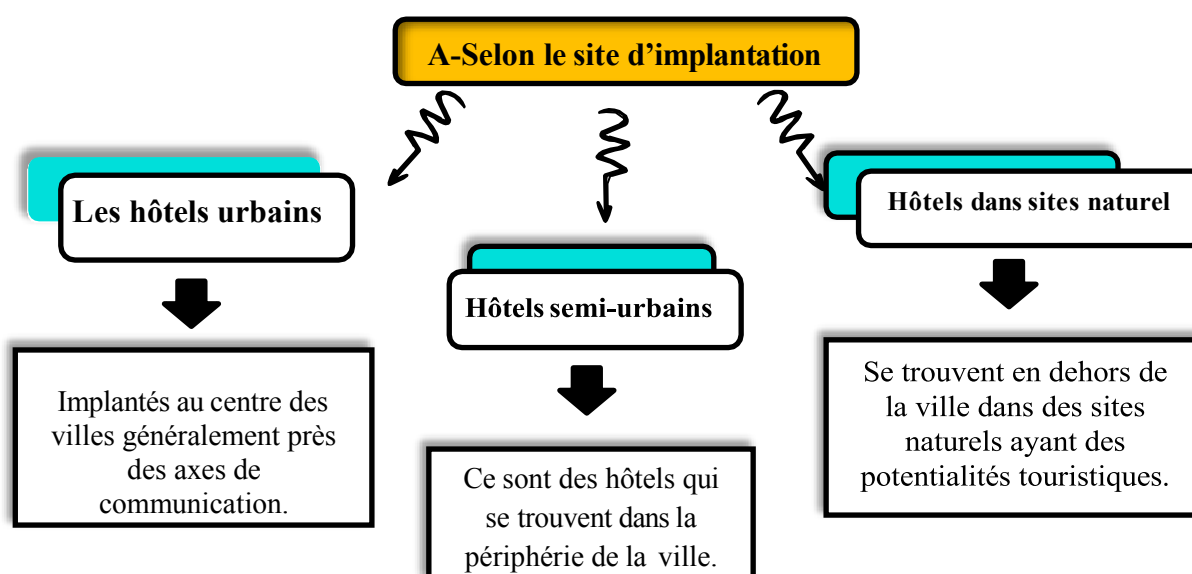 A-Selon le site d’implantation
Les hôtels urbains
Implantés au centre des
villes généralement près
des axes de
communication.
Hôtels semi-urbains
Ce sont des hôtels qui
se trouvent dans la
périphérie de la ville.
Hôtels dans sites naturel
Se trouvent en dehors de
la ville dans des sites
naturels ayant des
potentialités touristiques.